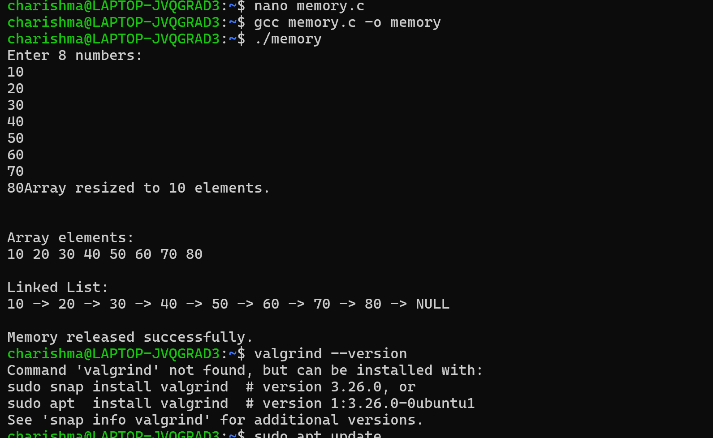 charishma@LAPTOP-JVQGRAD3:~$ nano memory.c
charishma@LAPTOP-JVQGRAD3:~$ gcc memory.c -o memory
charishma@LAPTOP-JVQGRAD3:~$ ./memory
Enter 8 numbers:
10
20
30
40
50
60
70
80Array resized to 10 elements.
Array elements:
10 20 30 40 50 60 70 80
Linked List:
10 -> 20 -> 30 -> 40 -> 50 -> 60 -> 70 -> 80 -> NULL
Memory released successfully.
charishma@LAPTOP-JVQGRAD3:~$ valgrind --version
Command 'valgrind' not found, but can be installed with:
sudo snap install valgrind  # version 3.26.0, or
sudo apt  install valgrind  # version 1:3.26.0-0ubuntu1
See 'snap info valgrind' for additional versions.
charishma@LAPTOP-JVQGRAD3:~$ sudo apt update